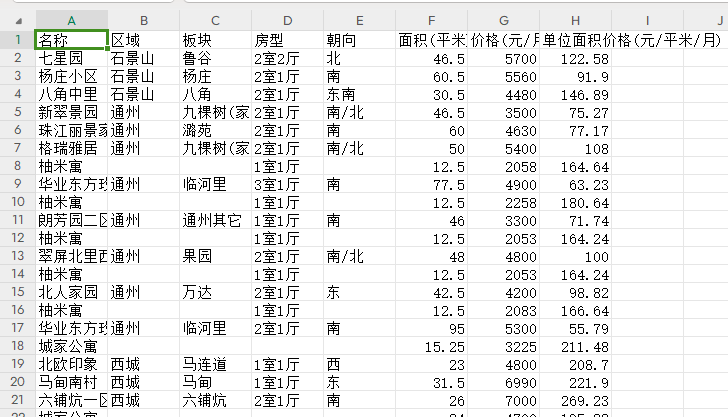 A B C D E F G H I J
1 名称 区域 板块 房型 朝向 面积(平米 价格(元/月 单位面积价格(元/平米/月)
2 七星园 石景山 鲁谷 2室2厅 北 46.5 5700 122.58
3 杨庄小区 石景山 杨庄 2室1厅 南 60.5 5560 91.9
4 八角中里 石景山 八角 2室1厅 东南 30.5 4480 146.89
5 新翠景园 通州 九棵树(家 2室1厅 南/北 46.5 3500 75.27
6 珠江丽景家 通州 潞苑 2室1厅 南 60 4630 77.17
7 格瑞雅居 通州 九棵树(家 2室1厅 南/北 50 5400 108
8 柚米寓 1室1厅 12.5 2058 164.64
9 华业东方玫 通州 临河里 3室1厅 南 77.5 4900 63.23
10 柚米寓 1室1厅 12.5 2258 180.64
11 朗芳园二区 通州 通州其它 1室1厅 南 46 3300 71.74
12 柚米寓 1室1厅 12.5 2053 164.24
13 翠屏北里西 通州 果园 2室1厅 南/北 48 4800 100
14 柚米寓 1室1厅 12.5 2053 164.24
15 北人家园 通州 万达 2室1厅 东 42.5 4200 98.82
16 柚米寓 1室1厅 12.5 2083 166.64
17 华业东方玫 通州 临河里 2室1厅 南 95 5300 55.79
18 城家公寓 15.25 3225 211.48
19 北欧印象 西城 马连道 1室1厅 西 23 4800 208.7
20 马甸南村 西城 马甸 1室1厅 东 31.5 6990 221.9
21 六铺炕一区 西城 六铺炕 2室1厅 南 26 7000 269.23